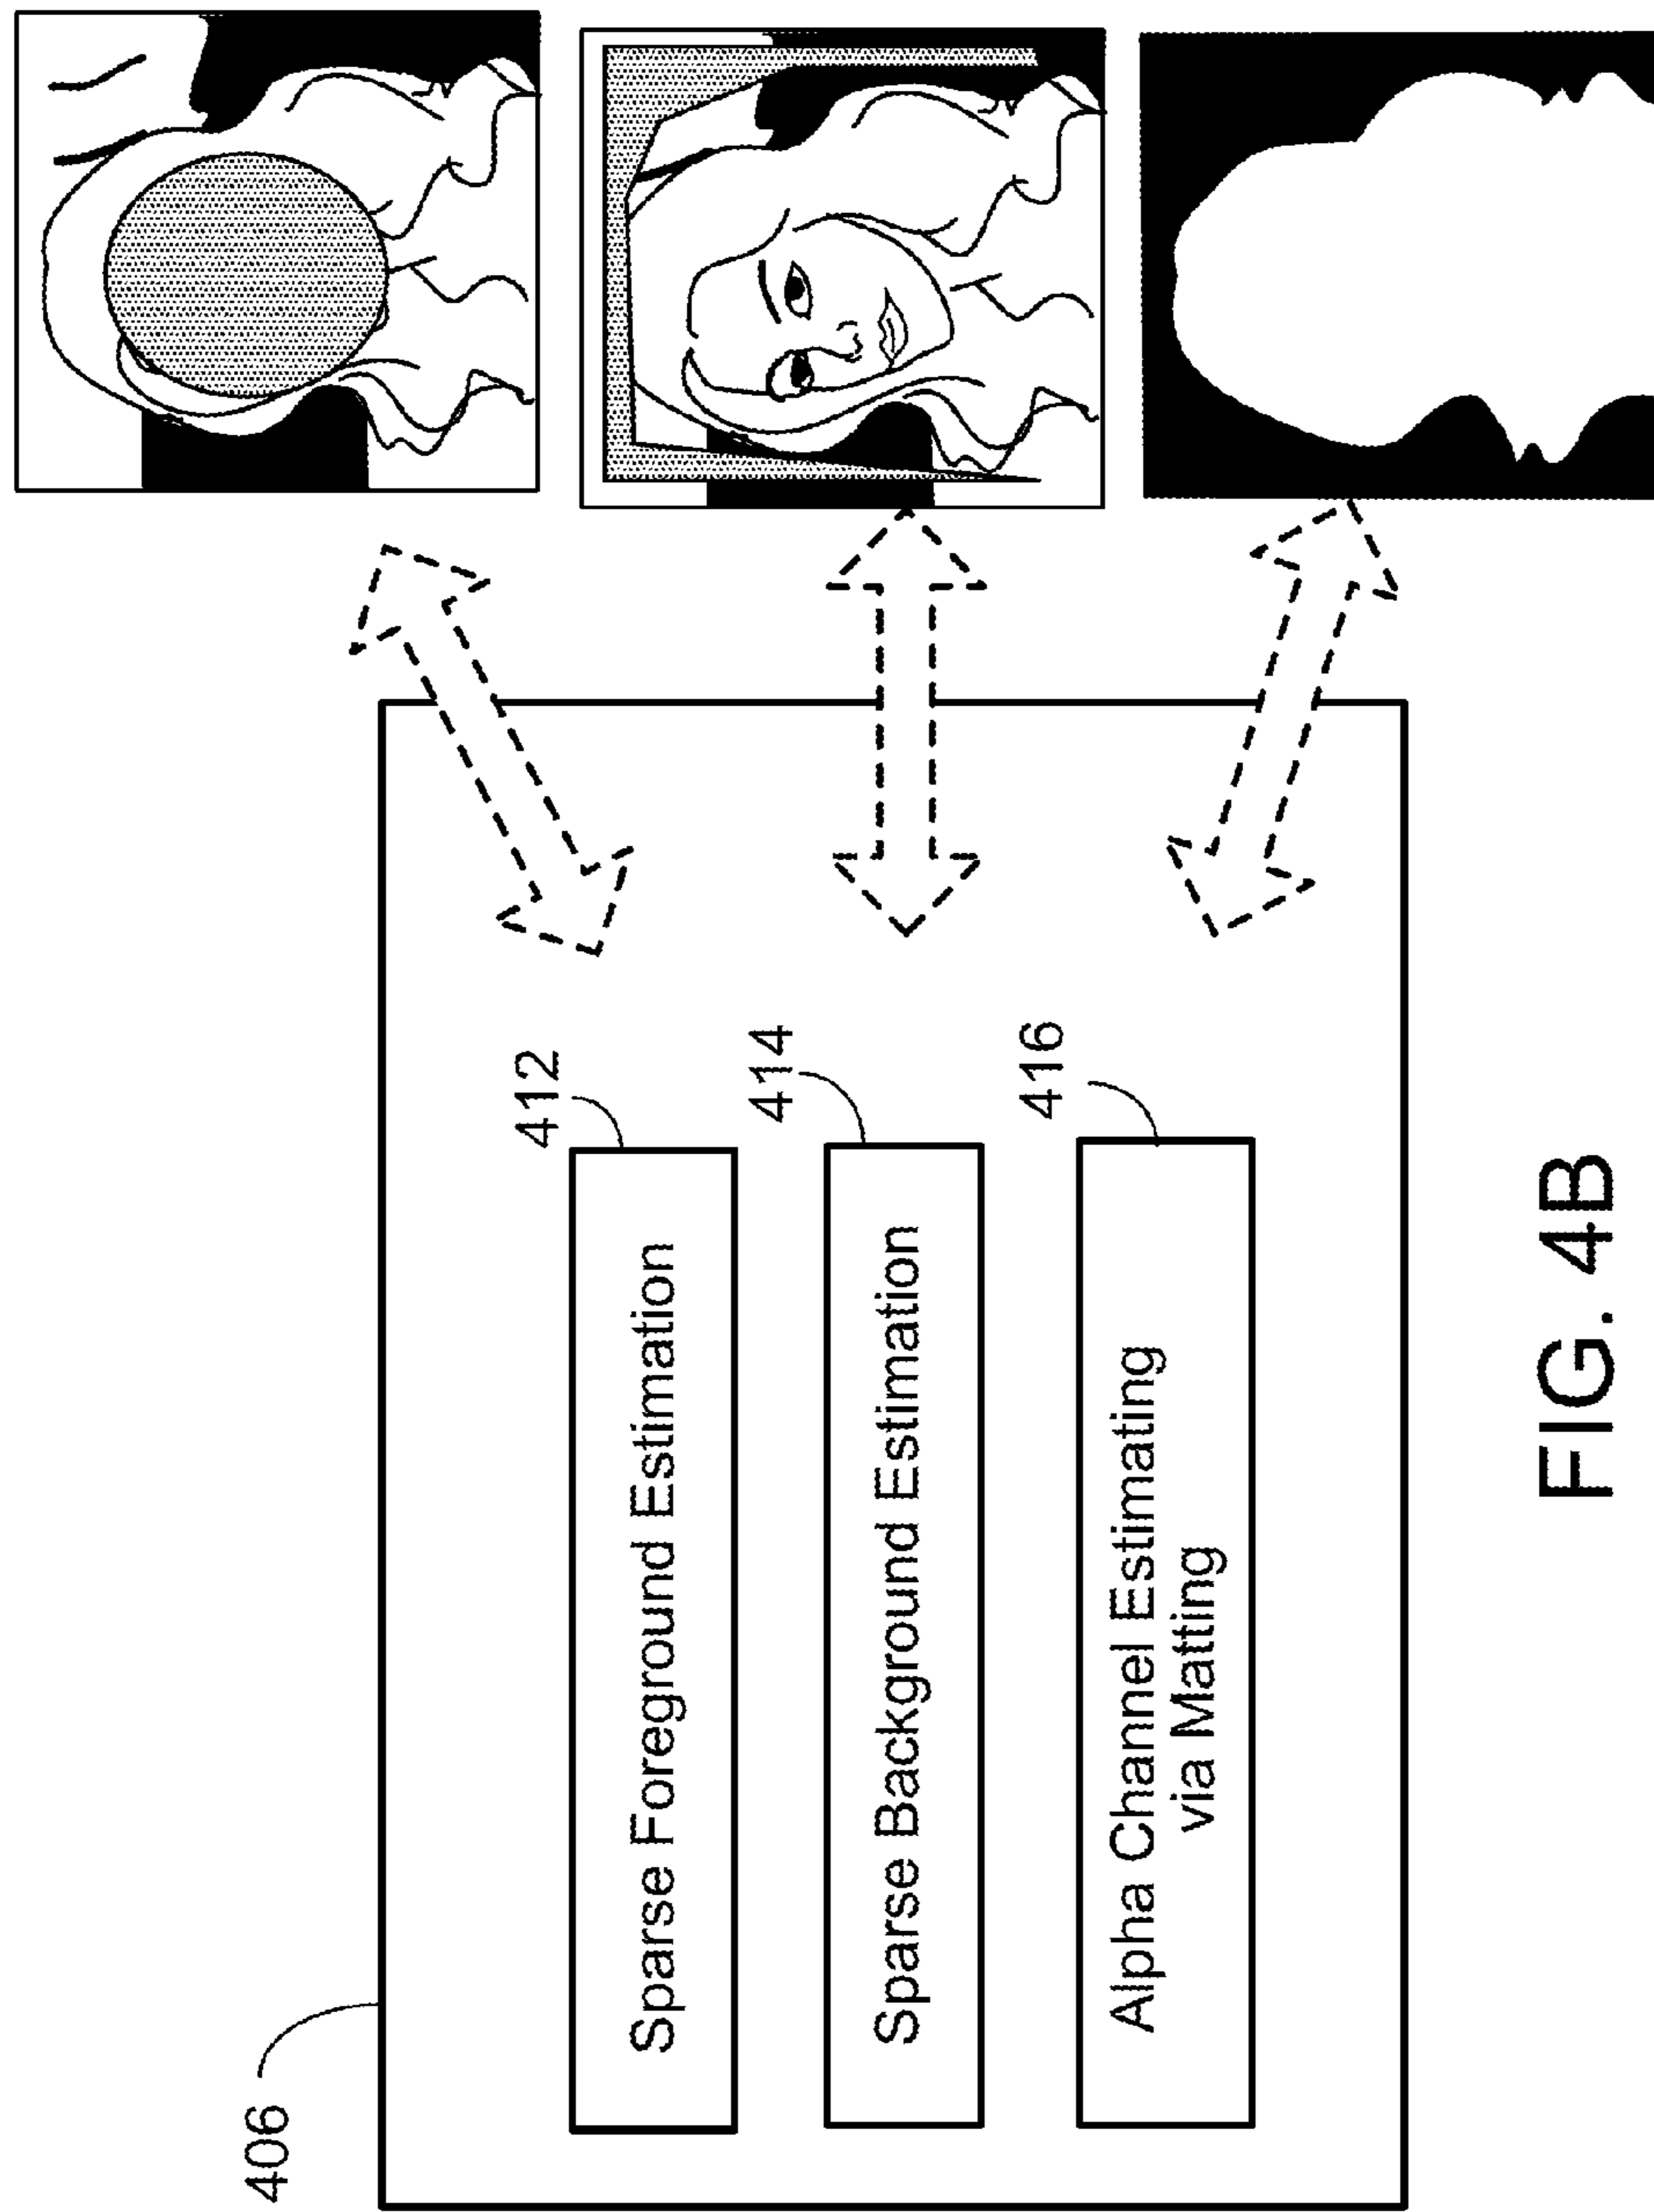 406
Sparse Foreground Estimation
412
Sparse Background Estimation
414
Alpha Channel Estimating
via Matting
416
FIG. 4B